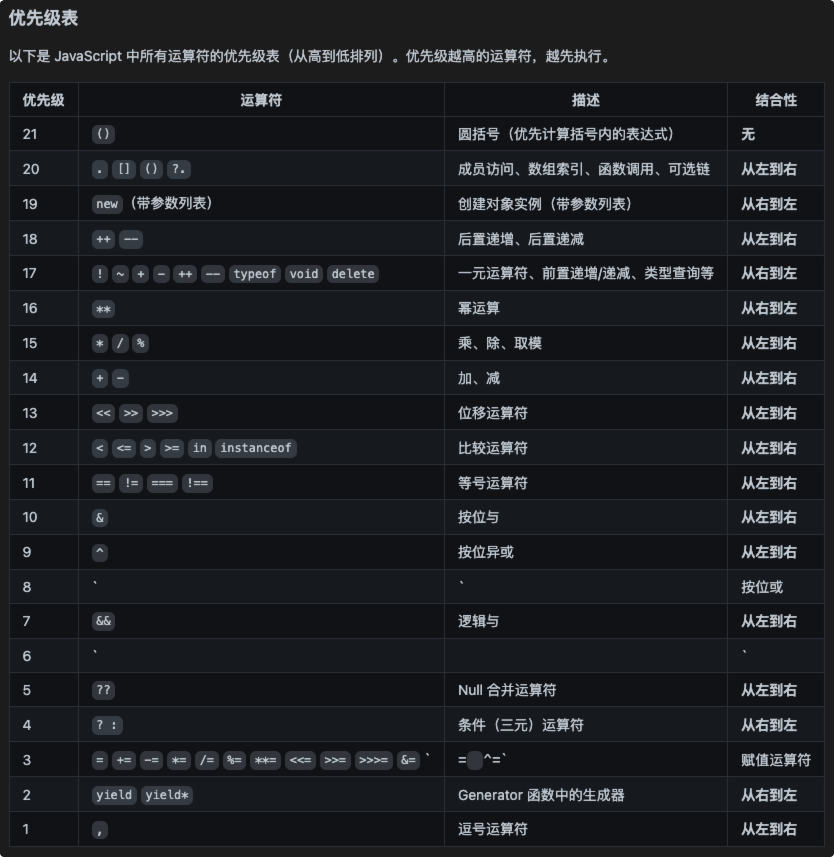 优先级表
以下是 JavaScript 中所有运算符的优先级表（从高到低排列）。优先级越高的运算符，越先执行。
优先级 运算符 描述 结合性
21 () 圆括号（优先计算括号内的表达式） 无
20 . [] () ?. 成员访问、数组索引、函数调用、可选链 从左到右
19 new （带参数列表） 创建对象实例（带参数列表） 从右到左
18 ++ -- 后置递增、后置递减 从左到右
17 ! ~ + - ++ -- typeof void delete 一元运算符、前置递增/递减、类型查询等 从右到左
16 ** 幂运算 从右到左
15 * / % 乘、除、取模 从左到右
14 + - 加、减 从左到右
13 << >> >>> 位移运算符 从左到右
12 < <= > >= in instanceof 比较运算符 从左到右
11 == != === !== 等号运算符 从左到右
10 & 按位与 从左到右
9 ^ 按位异或 从左到右
8 ` ` 按位或
7 && 逻辑与 从左到右
6 ` `
5 ?? Null 合并运算符 从左到右
4 ? : 条件（三元）运算符 从右到左
3 = += -= *= /= %= **= <<= >>= >>>= &= ` = ^=` 赋值运算符
2 yield yield* Generator 函数中的生成器 从右到左
1 , 逗号运算符 从左到右